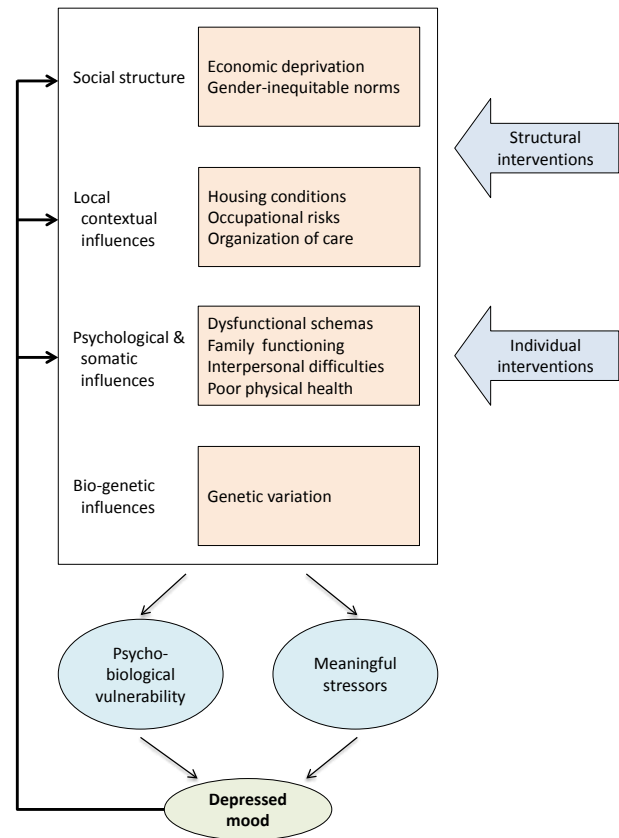 Social structure
Economic deprivation
Gender-inequitable norms
Structural
interventions
Local
contextual
influences
Housing conditions
Occupational risks
Organization of care
Psychological &
somatic
influences
Dysfunctional schemas
Family functioning
Interpersonal difficulties
Poor physical health
Individual
interventions
Bio-genetic
influences
Genetic variation
Psycho-
biological
vulnerability
Meaningful
stressors
Depressed
mood